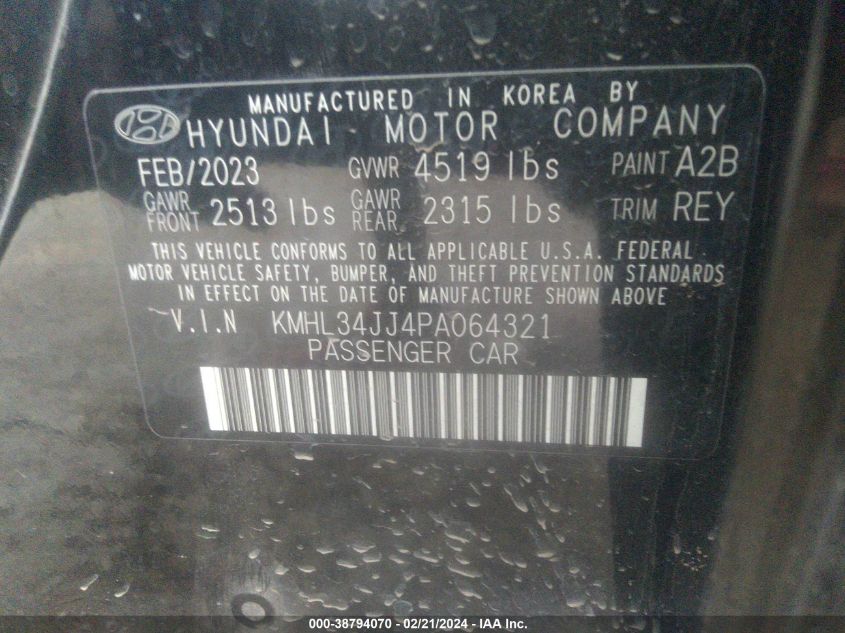 MANUFACTURED IN KOREA BY
HYUNDAI MOTOR COMPANY
FEB/2023 GVWR 4519 lbs PAINT A2B
GAWR FRONT 2513 lbs GAWR REAR 2315 lbs TRIM REY
THIS VEHICLE CONFORMS TO ALL APPLICABLE U.S.A. FEDERAL
MOTOR VEHICLE SAFETY, BUMPER, AND THEFT PREVENTION STANDARDS
IN EFFECT ON THE DATE OF MANUFACTURE SHOWN ABOVE
V.I.N KMHL34JJ4PA064321
PASSENGER CAR
000-38794070 - 02/21/2024 - IAA Inc.